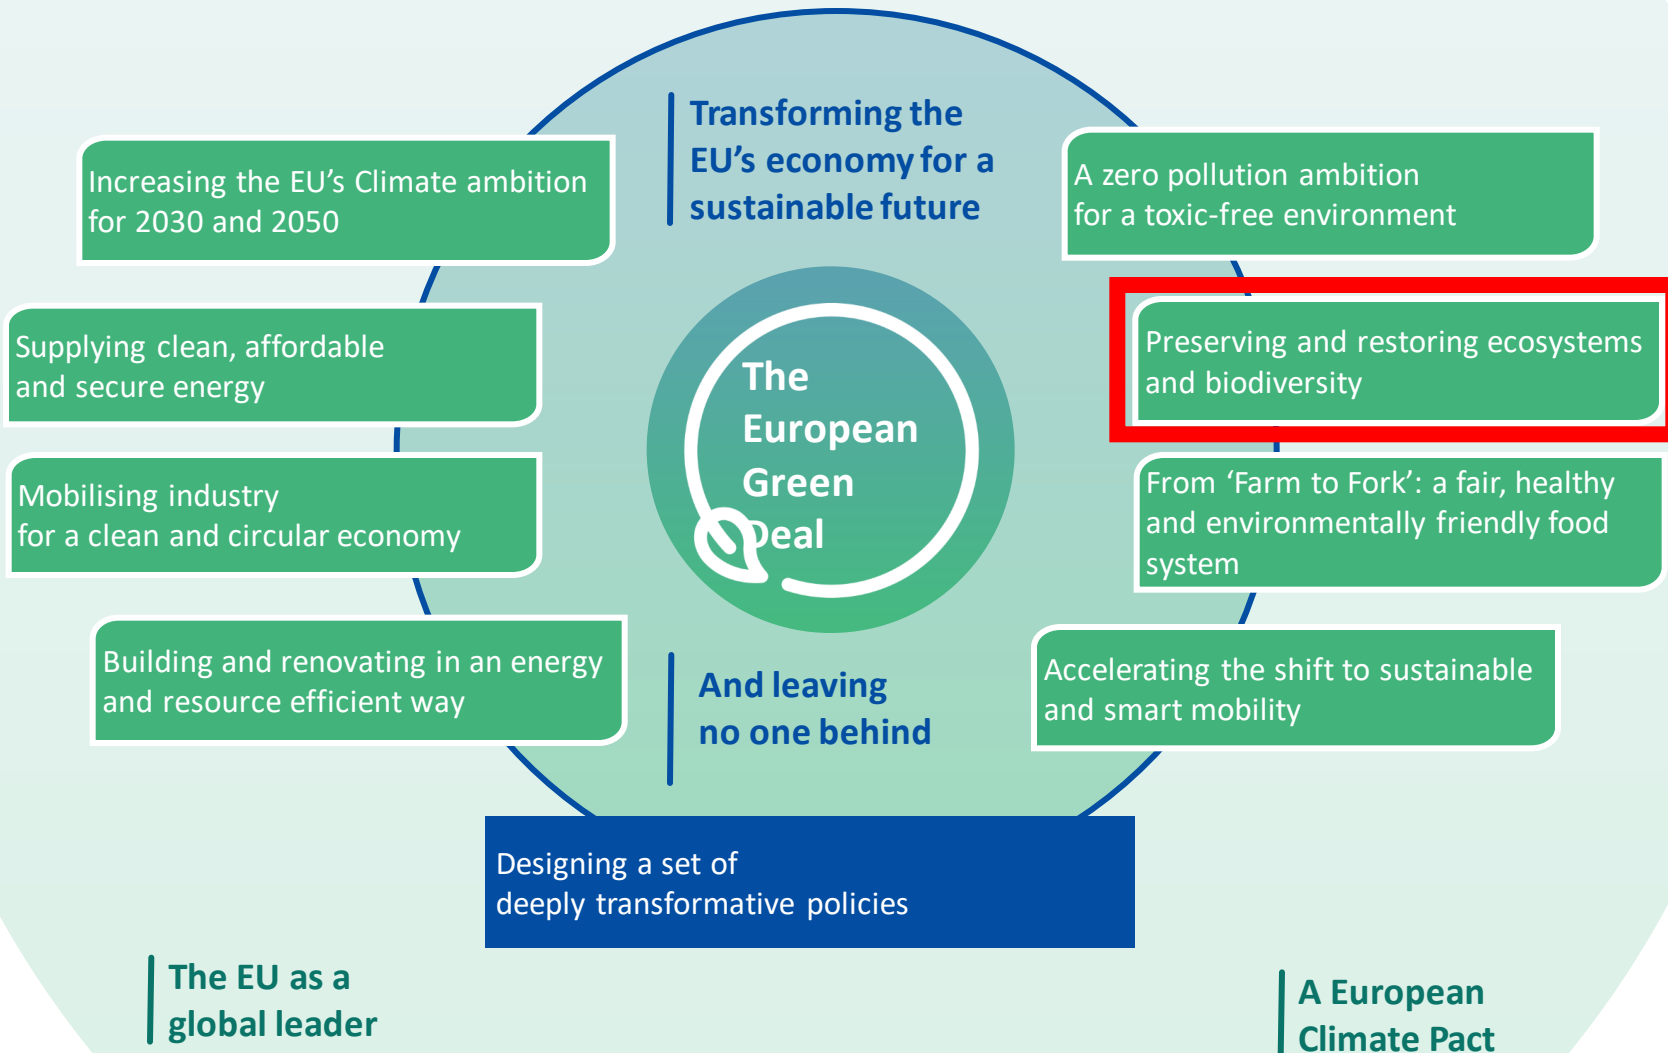 Transforming the
EU’s economy for a
sustainable future
Increasing the EU’s Climate ambition
for 2030 and 2050
Supplying clean, affordable
and secure energy
Mobilising industry
for a clean and circular economy
Building and renovating in an energy
and resource efficient way
The
European
Green
Deal
A zero pollution ambition
for a toxic-free environment
Preserving and restoring ecosystems
and biodiversity
From ‘Farm to Fork’: a fair, healthy
and environmentally friendly food
system
Accelerating the shift to sustainable
and smart mobility
And leaving
no one behind
Designing a set of
deeply transformative policies
The EU as a
global leader
A European
Climate Pact